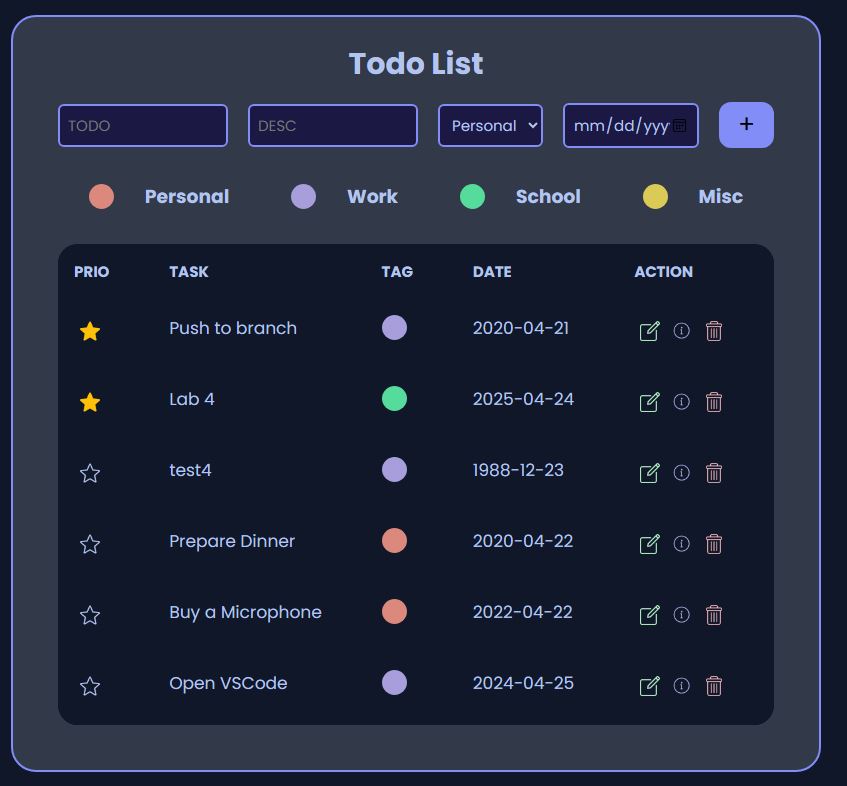 Todo List
TODO DESC Personal mm/dd/yyy +
Personal Work School Misc
PRIO TASK TAG DATE ACTION
Push to branch 2020-04-21
Lab 4 2025-04-24
test4 1988-12-23
Prepare Dinner 2020-04-22
Buy a Microphone 2022-04-22
Open VSCode 2024-04-25